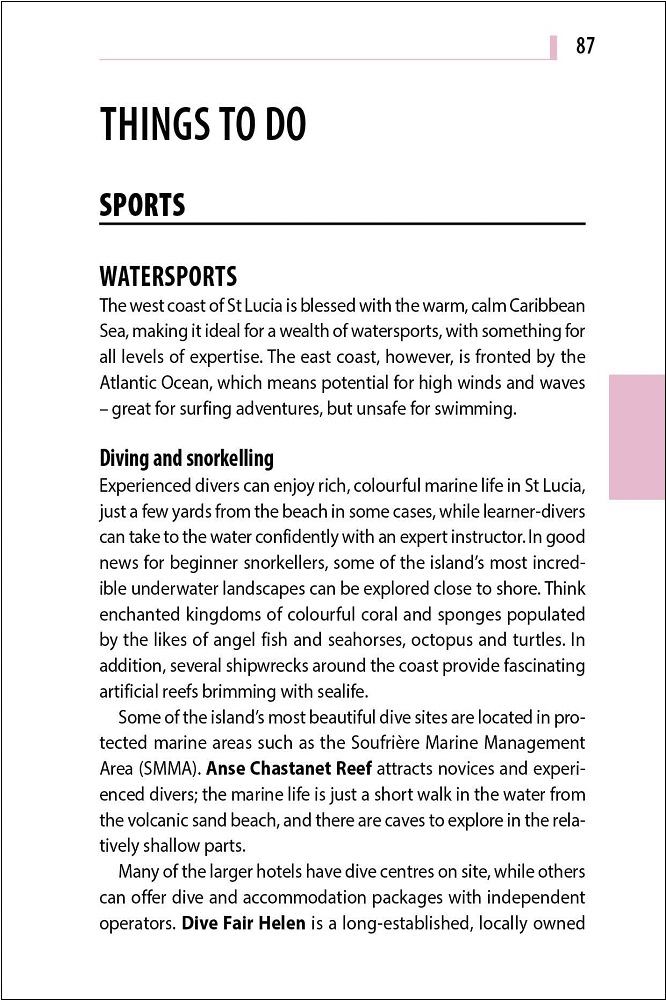 87
THINGS TO DO
SPORTS
WATERSPORTS
The west coast of St Lucia is blessed with the warm, calm Caribbean
Sea, making it ideal for a wealth of watersports, with something for
all levels of expertise. The east coast, however, is fronted by the
Atlantic Ocean, which means potential for high winds and waves
– great for surfing adventures, but unsafe for swimming.
Diving and snorkelling
Experienced divers can enjoy rich, colourful marine life in St Lucia,
just a few yards from the beach in some cases, while learner-divers
can take to the water confidently with an expert instructor. In good
news for beginner snorkellers, some of the island’s most incred-
ible underwater landscapes can be explored close to shore. Think
enchanted kingdoms of colourful coral and sponges populated
by the likes of angel fish and seahorses, octopus and turtles. In
addition, several shipwrecks around the coast provide fascinating
artificial reefs brimming with sealife.
Some of the island’s most beautiful dive sites are located in pro-
tected marine areas such as the Soufrière Marine Management
Area (SMMA). Anse Chastanet Reef attracts novices and experi-
enced divers; the marine life is just a short walk in the water from
the volcanic sand beach, and there are caves to explore in the rela-
tively shallow parts.
Many of the larger hotels have dive centres on site, while others
can offer dive and accommodation packages with independent
operators. Dive Fair Helen is a long-established, locally owned